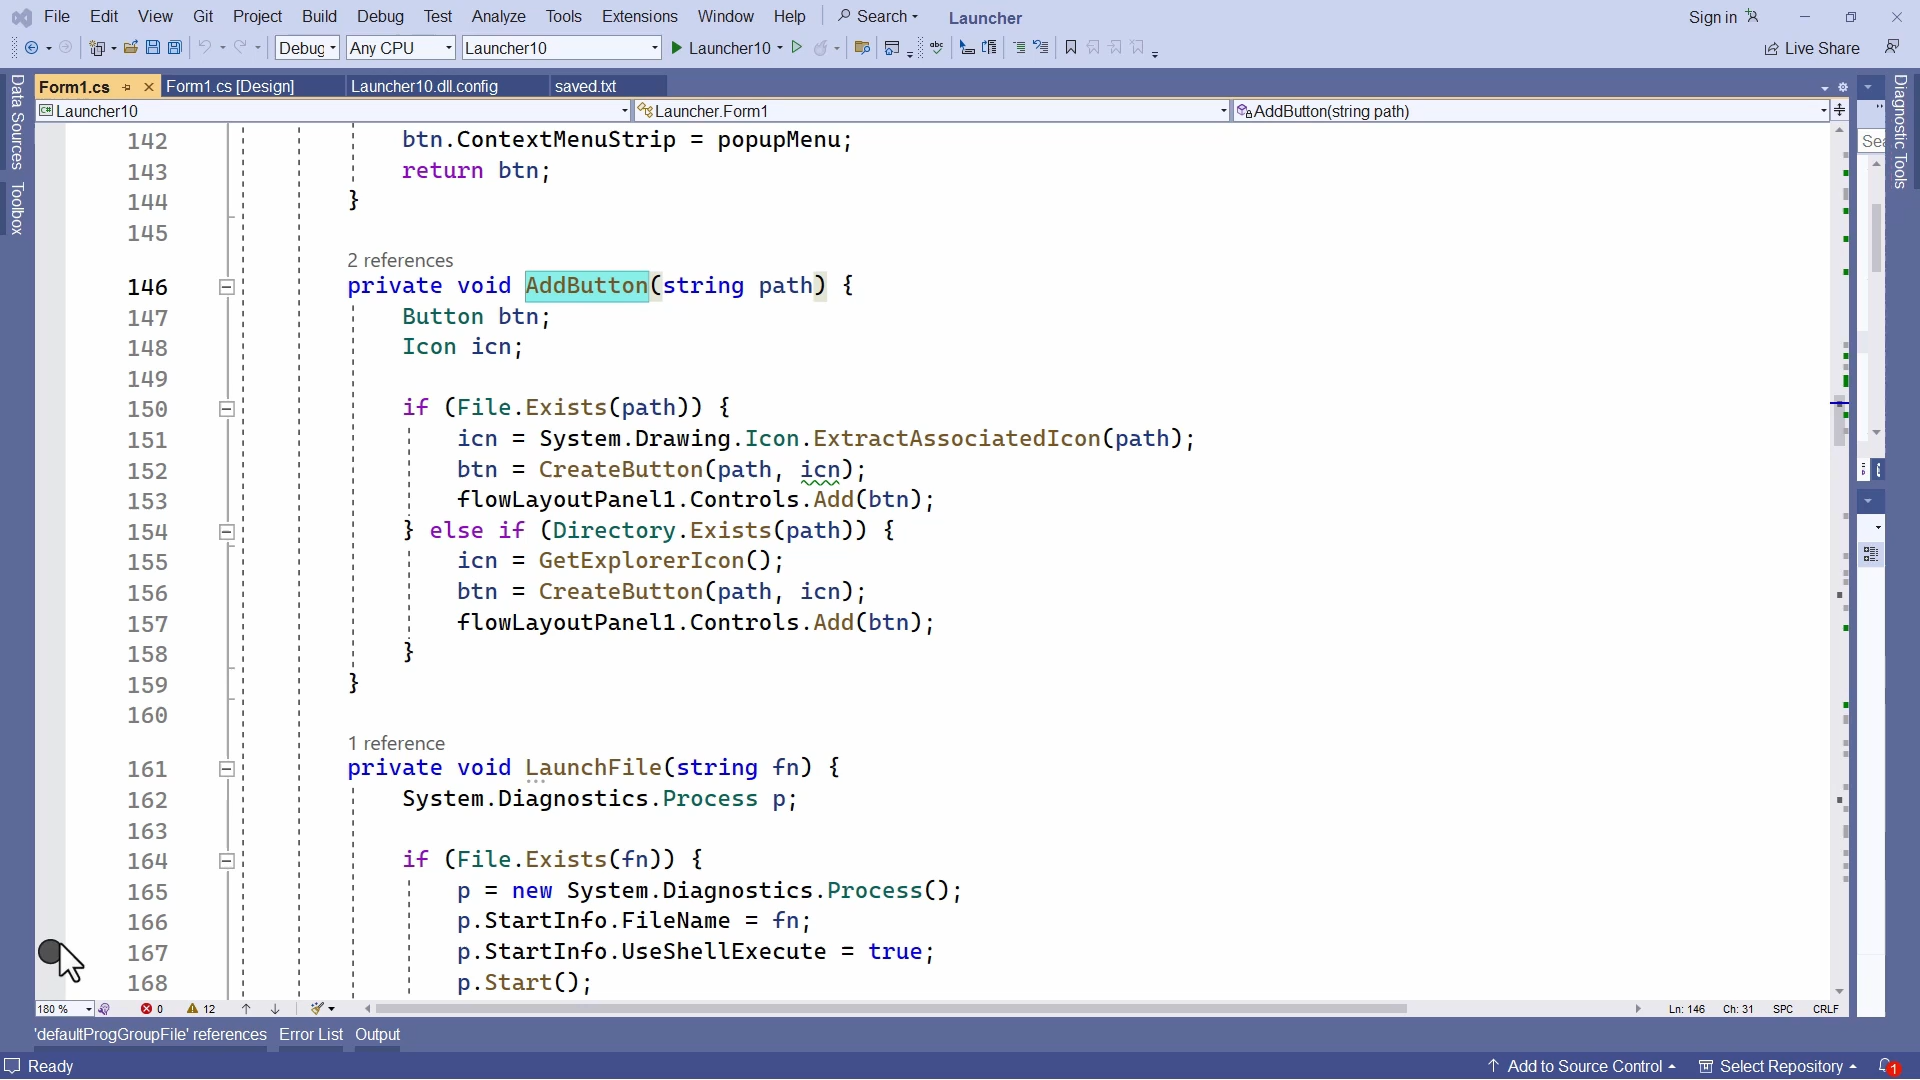 File Edit View Git Project Build Debug Test Analyze Tools Extensions Window Help Search Launcher Sign in
Debug Any CPU Launcher10 Launcher10 abc Live Share
Form1.cs Form1.cs [Design] Launcher10.dll.config saved.txt
Launcher10 Launcher.Form1 AddButton(string path)
Data Sources
Toolbox
Diagnostic Tools
142 btn.ContextMenuStrip = popupMenu;
143 return btn;
144 }
145
2 references
146 private void AddButton(string path) {
147 Button btn;
148 Icon icn;
149
150 if (File.Exists(path)) {
151 icn = System.Drawing.Icon.ExtractAssociatedIcon(path);
152 btn = CreateButton(path, icn);
153 flowLayoutPanel1.Controls.Add(btn);
154 } else if (Directory.Exists(path)) {
155 icn = GetExplorerIcon();
156 btn = CreateButton(path, icn);
157 flowLayoutPanel1.Controls.Add(btn);
158 }
159 }
160
1 reference
161 private void LaunchFile(string fn) {
162 System.Diagnostics.Process p;
163
164 if (File.Exists(fn)) {
165 p = new System.Diagnostics.Process();
166 p.StartInfo.FileName = fn;
167 p.StartInfo.UseShellExecute = true;
168 p.Start();
180 % 0 12 Ln: 146 Ch: 31 SPC CRLF
'defaultProgGroupFile' references Error List Output
Ready Add to Source Control Select Repository 1